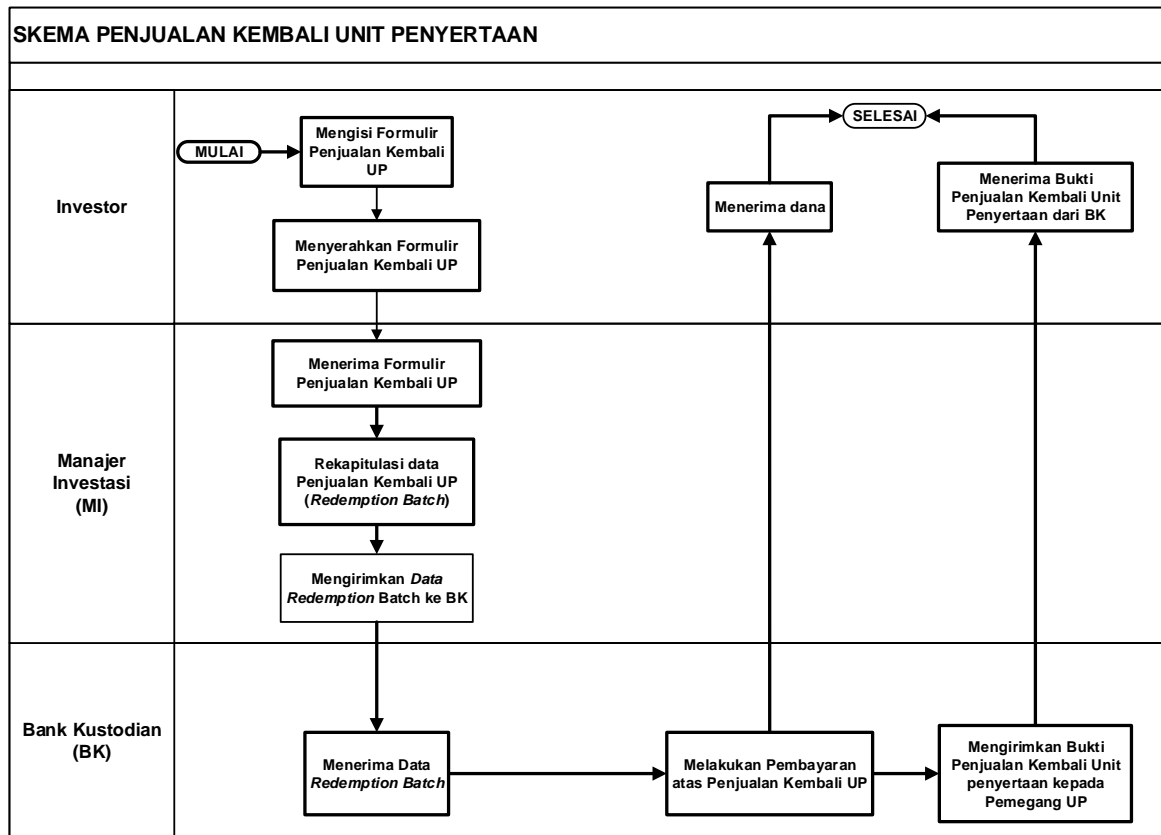 SKEMA PENJUALAN KEMBALI UNIT PENYERTAAN
Investor
MULAI
Mengisi Formulir
Penjualan Kembali
UP
Menyerahkan Formulir
Penjualan Kembali UP
Menerima dana
SELESAI
Menerima Bukti
Penjualan Kembali Unit
Penyertaan dari BK
Manajer
Investasi
(MI)
Menerima Formulir
Penjualan Kembali UP
Rekapitulasi data
Penjualan Kembali UP
(Redemption Batch)
Mengirimkan Data
Redemption Batch ke BK
Bank Kustodian
(BK)
Menerima Data
Redemption Batch
Melakukan Pembayaran
atas Penjualan Kembali UP
Mengirimkan Bukti
Penjualan Kembali Unit
penyertaan kepada
Pemegang UP